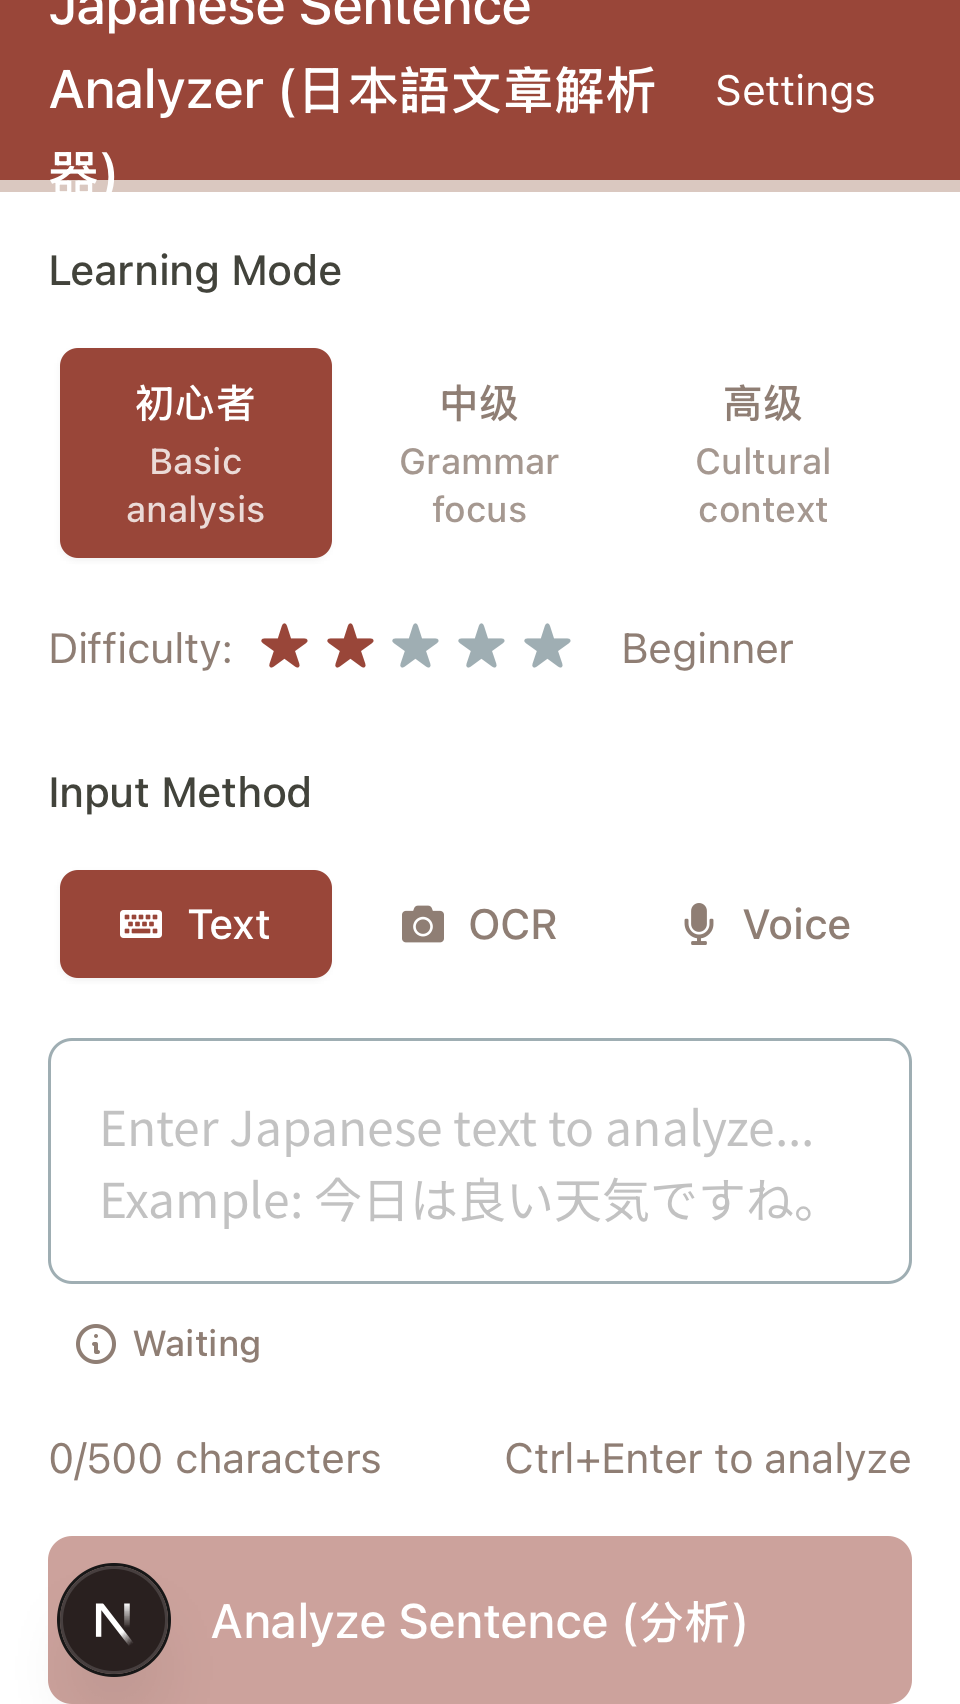 Japanese Sentence
Analyzer (日本語文章解析
器)
Settings
Learning Mode
初心者
Basic
analysis
中级
Grammar
focus
高级
Cultural
context
Difficulty:
Beginner
Input Method
Text
OCR
Voice
Enter Japanese text to analyze...
Example: 今日は良い天気ですね。
Waiting
0/500 characters
Ctrl+Enter to analyze
N
Analyze Sentence (分析)